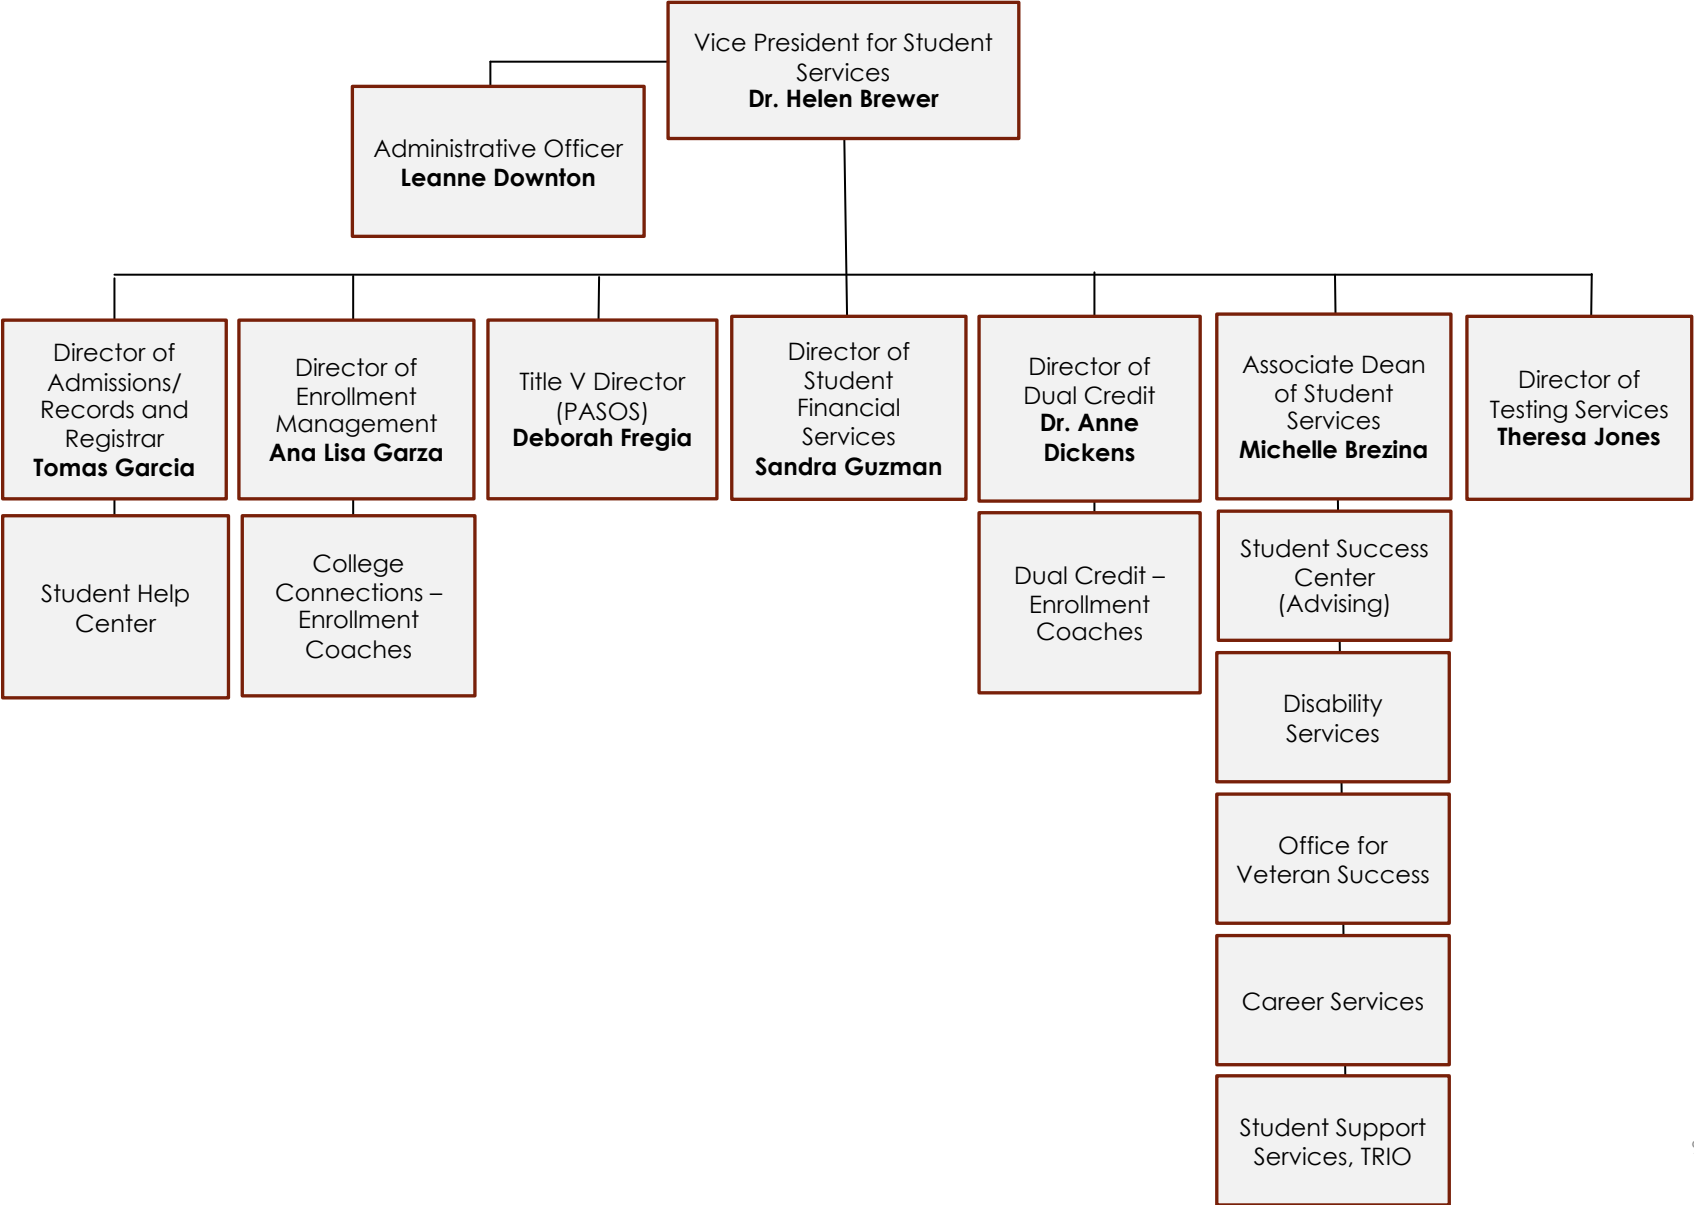 Vice President for Student
Services
Dr. Helen Brewer
Administrative Officer
Leanne Downton
Director of
Admissions/
Records and
Registrar
Tomas Garcia
Director of
Enrollment
Management
Ana Lisa Garza
Title V Director
(PASOS)
Deborah Fregia
Director of
Student
Financial
Services
Sandra Guzman
Director of
Dual Credit
Dr. Anne
Dickens
Associate Dean
of Student
Services
Michelle Brezina
Director of
Testing Services
Theresa Jones
Student Help
Center
College
Connections –
Enrollment
Coaches
Dual Credit –
Enrollment
Coaches
Student Success
Center
(Advising)
Disability
Services
Office for
Veteran Success
Career Services
Student Support
Services, TRIO